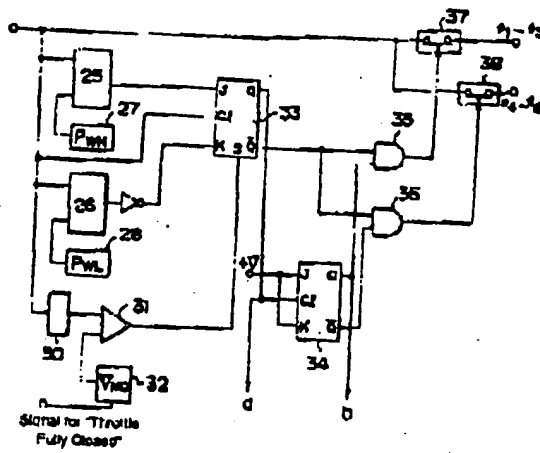 37
38
25
J
Q
33
PWH
27
Cl
35
K
S
Q
36
26
28
PWL
+V
J
Q
31
Cl
30
K
Q
34
32
a
b
Signal for "Throttle
Fully Closed"